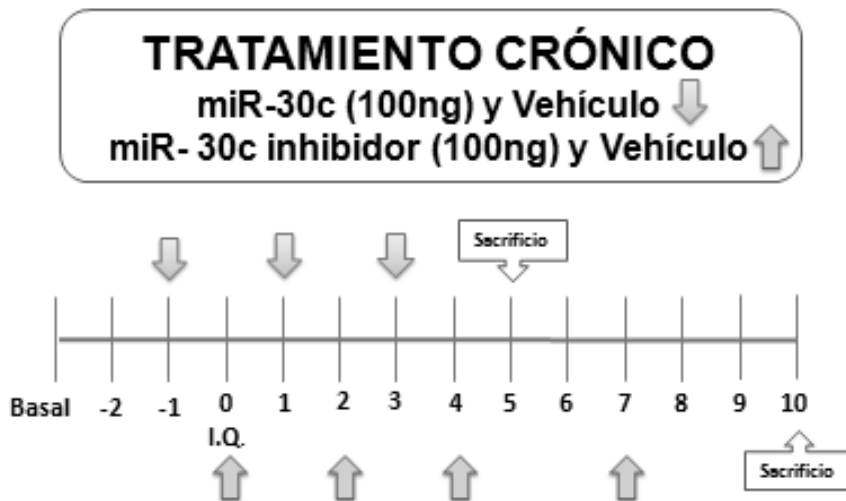 TRATAMIENTO CRÓNICO
miR-30c (100ng) y Vehículo
miR- 30c inhibidor (100ng) y Vehículo
Sacrificio
Basal -2 -1 0 1 2 3 4 5 6 7 8 9 10
I.Q.
Sacrificio